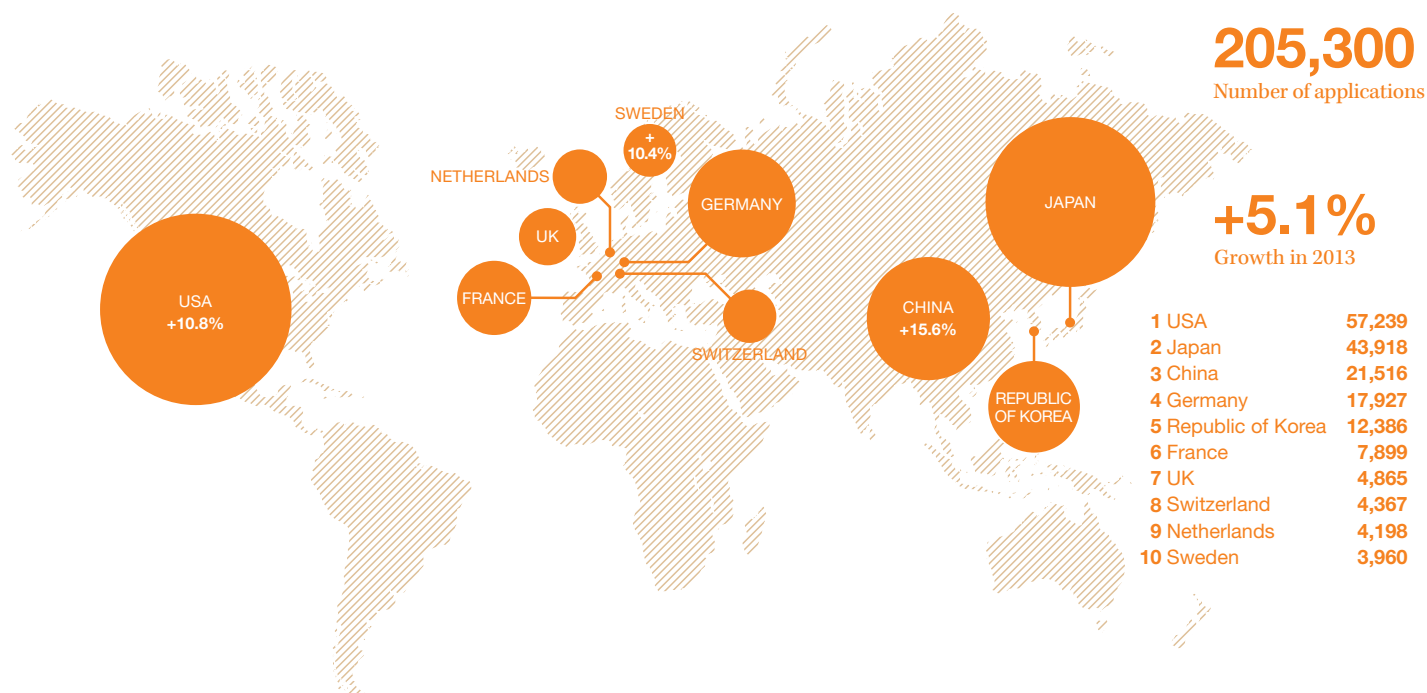 205,300
Number of applications
SWEDEN
+
10.4%
NETHERLANDS
GERMANY
JAPAN
+5.1%
Growth in 2013
UK
USA
+10.8%
FRANCE
CHINA
+15.6%
SWITZERLAND
REPUBLIC
OF KOREA
1 USA 57,239
2 Japan 43,918
3 China 21,516
4 Germany 17,927
5 Republic of Korea 12,386
6 France 7,899
7 UK 4,865
8 Switzerland 4,367
9 Netherlands 4,198
10 Sweden 3,960